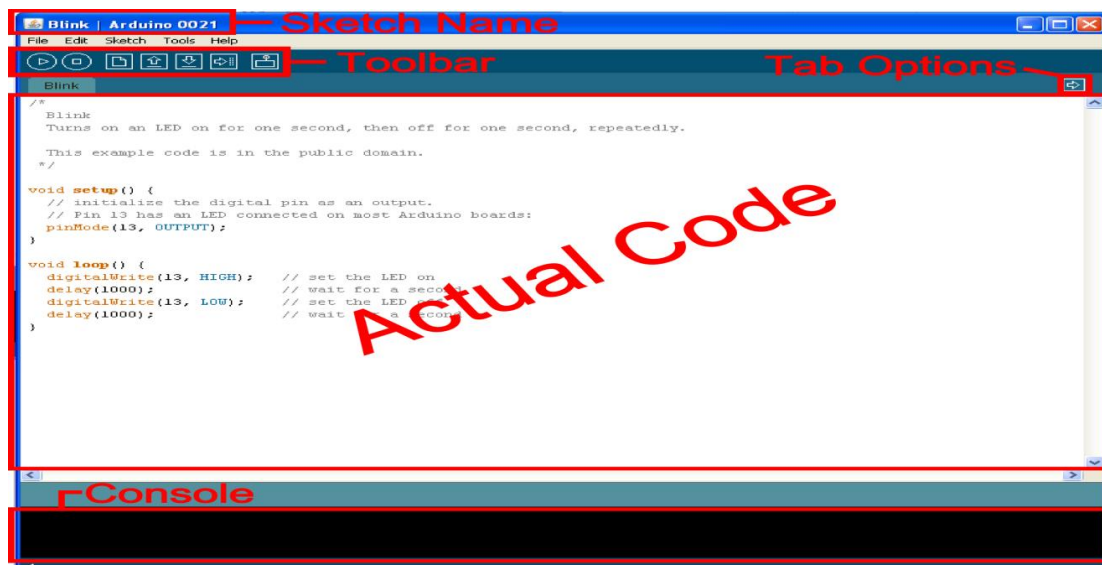 Blink | Arduino 0021
Sketch Name
File Edit Sketch Tools Help
Toolbar
Tab Options
Blink
/*
Blink
Turns on an LED on for one second, then off for one second, repeatedly.
This example code is in the public domain.
*/
void setup() {
// initialize the digital pin as an output.
// Pin 13 has an LED connected on most Arduino boards:
pinMode(13, OUTPUT);
}
void loop() {
digitalWrite(13, HIGH); // set the LED on
delay(1000); // wait for a second
digitalWrite(13, LOW); // set the LED off
delay(1000); // wait for a second
}
Actual Code
Console